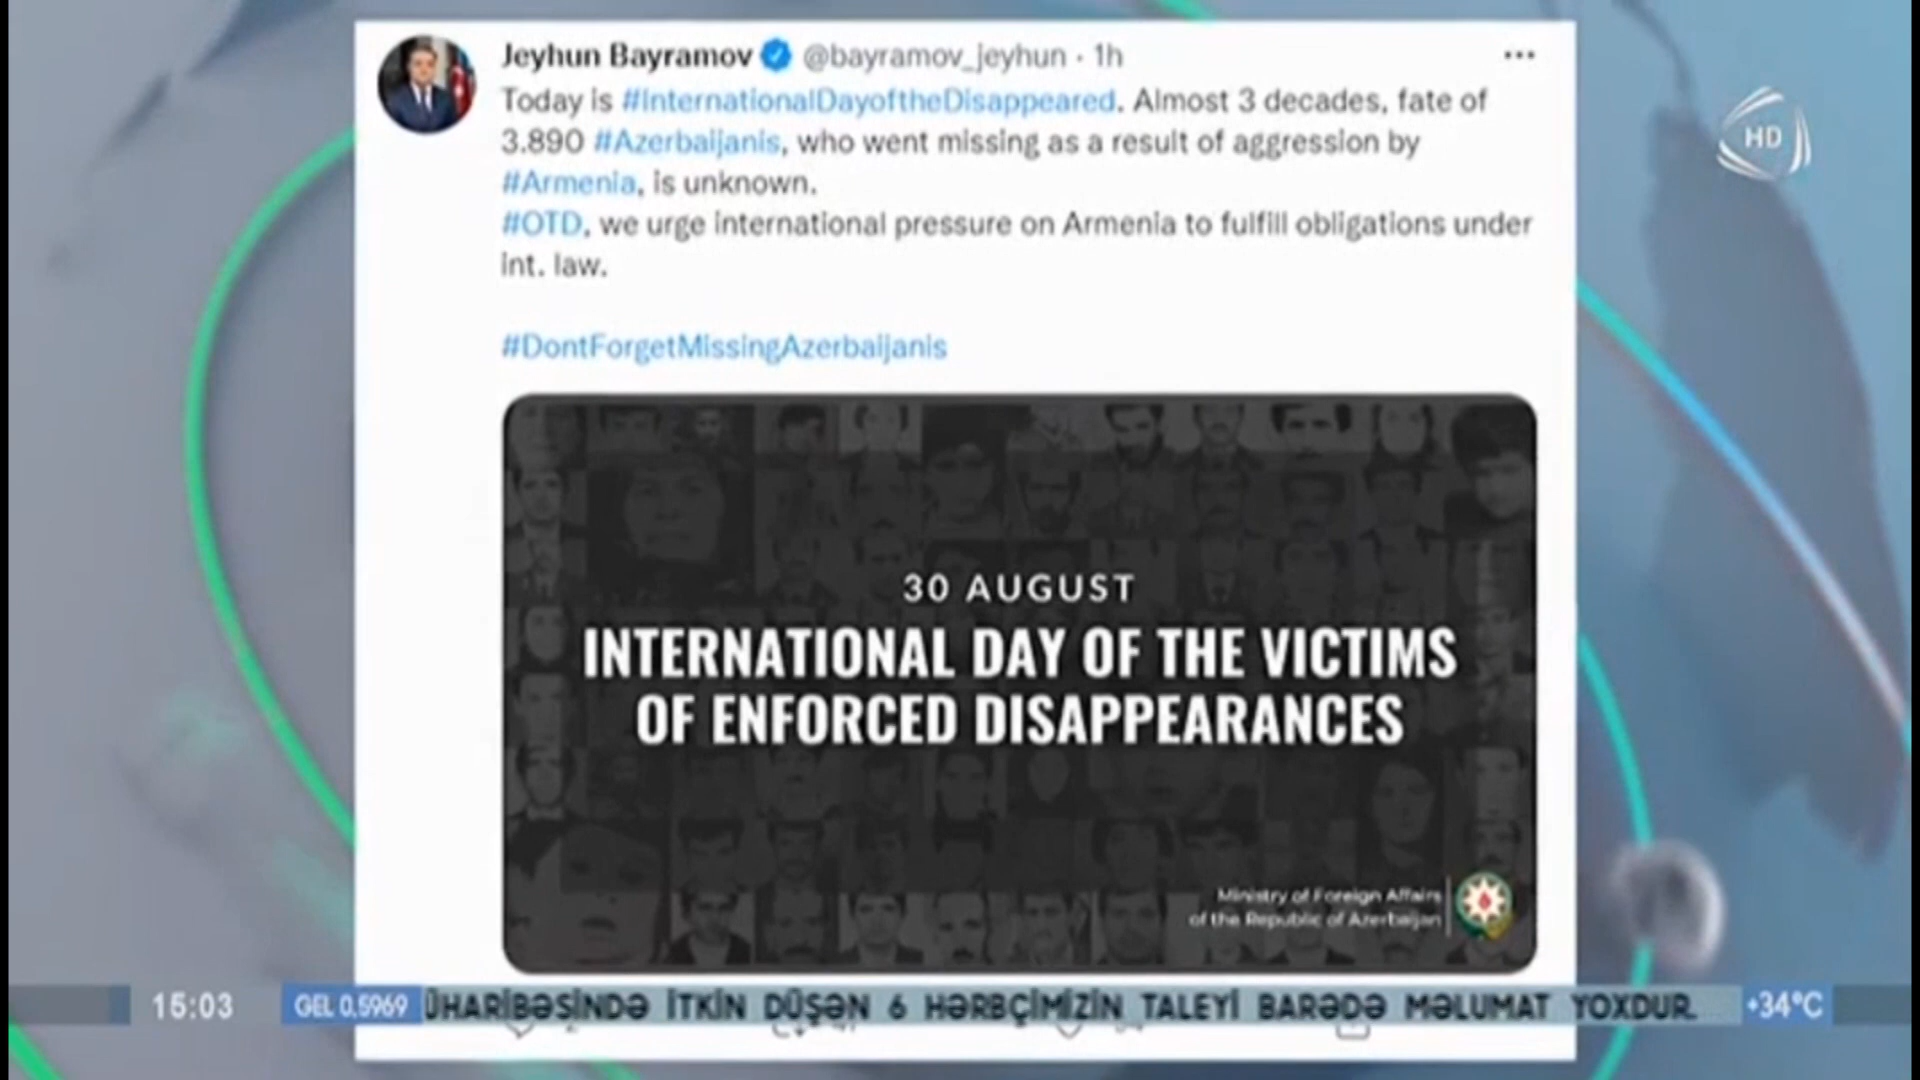 Jeyhun Bayramov @bayramov_jeyhun · 1h
Today is #InternationalDayoftheDisappeared. Almost 3 decades, fate of
3.890 #Azerbaijanis, who went missing as a result of aggression by
#Armenia, is unknown.
#OTD, we urge international pressure on Armenia to fulfill obligations under
int. law.
#DontForgetMissingAzerbaijanis
HD
30 AUGUST
INTERNATIONAL DAY OF THE VICTIMS
OF ENFORCED DISAPPEARANCES
Ministry of Foreign Affairs
of the Republic of Azerbaijan
15:03 GEL 0,5969 ÜHARİBƏSİNDƏ İTKİN DÜŞƏN 6 HƏRBÇİMİZİN TALEYİ BARƏDƏ MƏLUMAT YOXDUR. +34°C